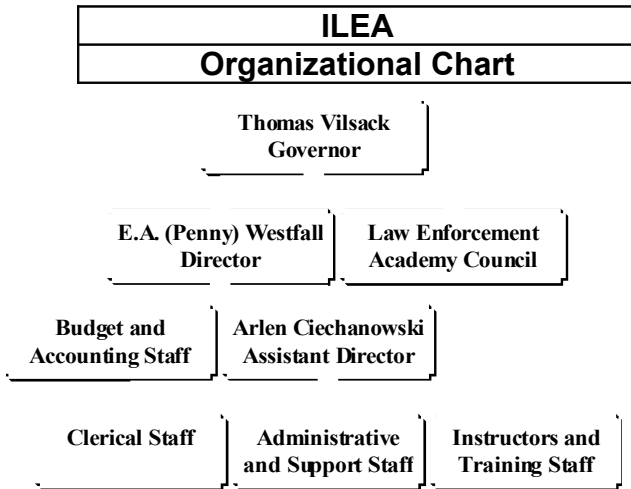 ILEA
Organizational Chart
Thomas Vilsack
Governor
E.A. (Penny) Westfall
Director
Law Enforcement
Academy Council
Budget and
Accounting Staff
Arlen Ciechanowski
Assistant Director
Clerical Staff
Administrative
and Support Staff
Instructors and
Training Staff